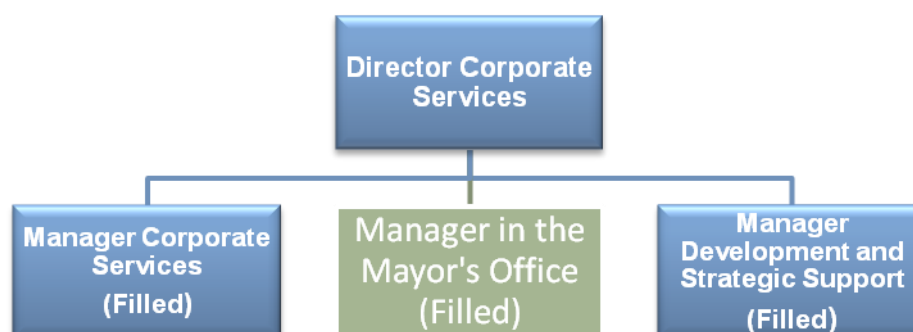 Director Corporate
Services
Manager Corporate
Services
(Filled)
Manager in the
Mayor's Office
(Filled)
Manager
Development and
Strategic Support
(Filled)